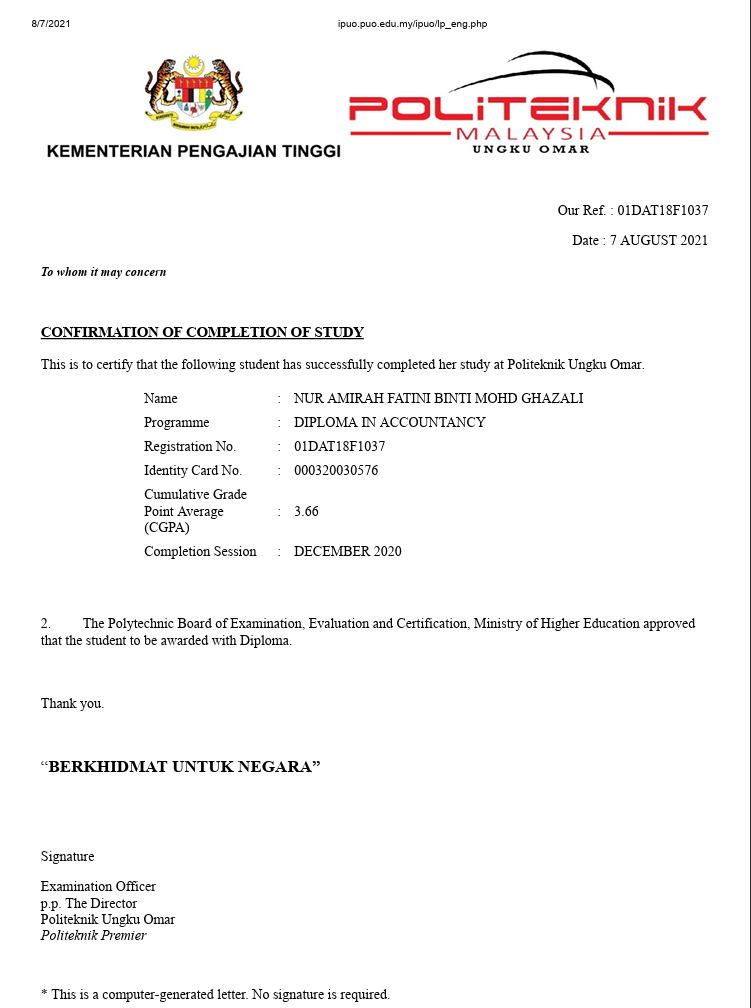 8/7/2021 ipuo.puo.edu.my/ipuo/lp_eng.php
KEMENTERIAN PENGAJIAN TINGGI
POLiTEKNiK
MALAYSIA
UNGKU OMAR
Our Ref. : 01DAT18F1037
Date : 7 AUGUST 2021
To whom it may concern
CONFIRMATION OF COMPLETION OF STUDY
This is to certify that the following student has successfully completed her study at Politeknik Ungku Omar.
Name : NUR AMIRAH FATINI BINTI MOHD GHAZALI
Programme : DIPLOMA IN ACCOUNTANCY
Registration No. : 01DAT18F1037
Identity Card No. : 000320030576
Cumulative Grade
Point Average : 3.66
(CGPA)
Completion Session : DECEMBER 2020
2. The Polytechnic Board of Examination, Evaluation and Certification, Ministry of Higher Education approved
that the student to be awarded with Diploma.
Thank you.
“BERKHIDMAT UNTUK NEGARA”
Signature
Examination Officer
p.p. The Director
Politeknik Ungku Omar
Politeknik Premier
* This is a computer-generated letter. No signature is required.